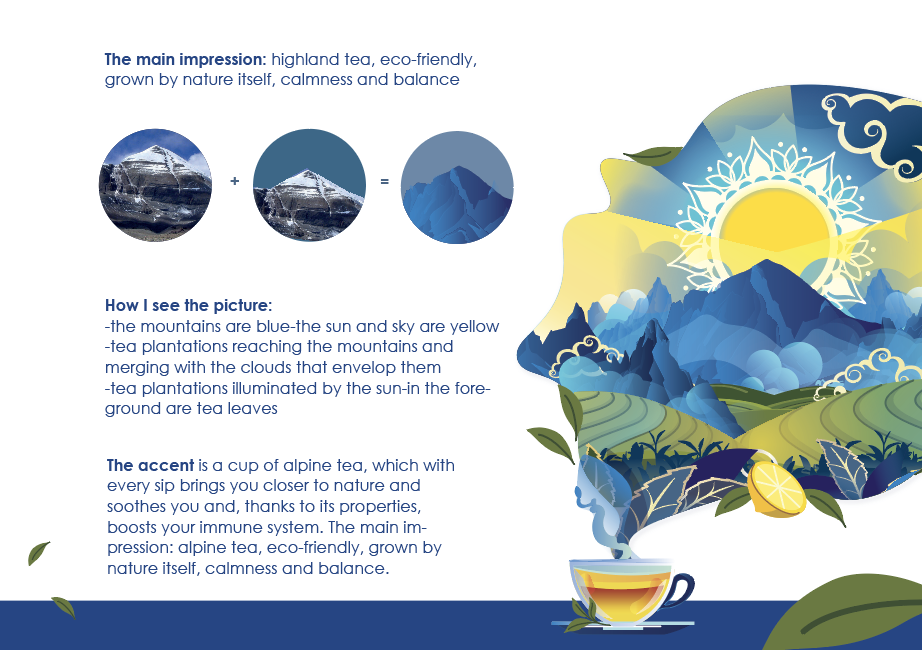 The main impression: highland tea, eco-friendly,
grown by nature itself, calmness and balance
+ =
How I see the picture:
-the mountains are blue-the sun and sky are yellow
-tea plantations reaching the mountains and
merging with the clouds that envelop them
-tea plantations illuminated by the sun-in the fore-
ground are tea leaves
The accent is a cup of alpine tea, which with
every sip brings you closer to nature and
soothes you and, thanks to its properties,
boosts your immune system. The main im-
pression: alpine tea, eco-friendly, grown by
nature itself, calmness and balance.